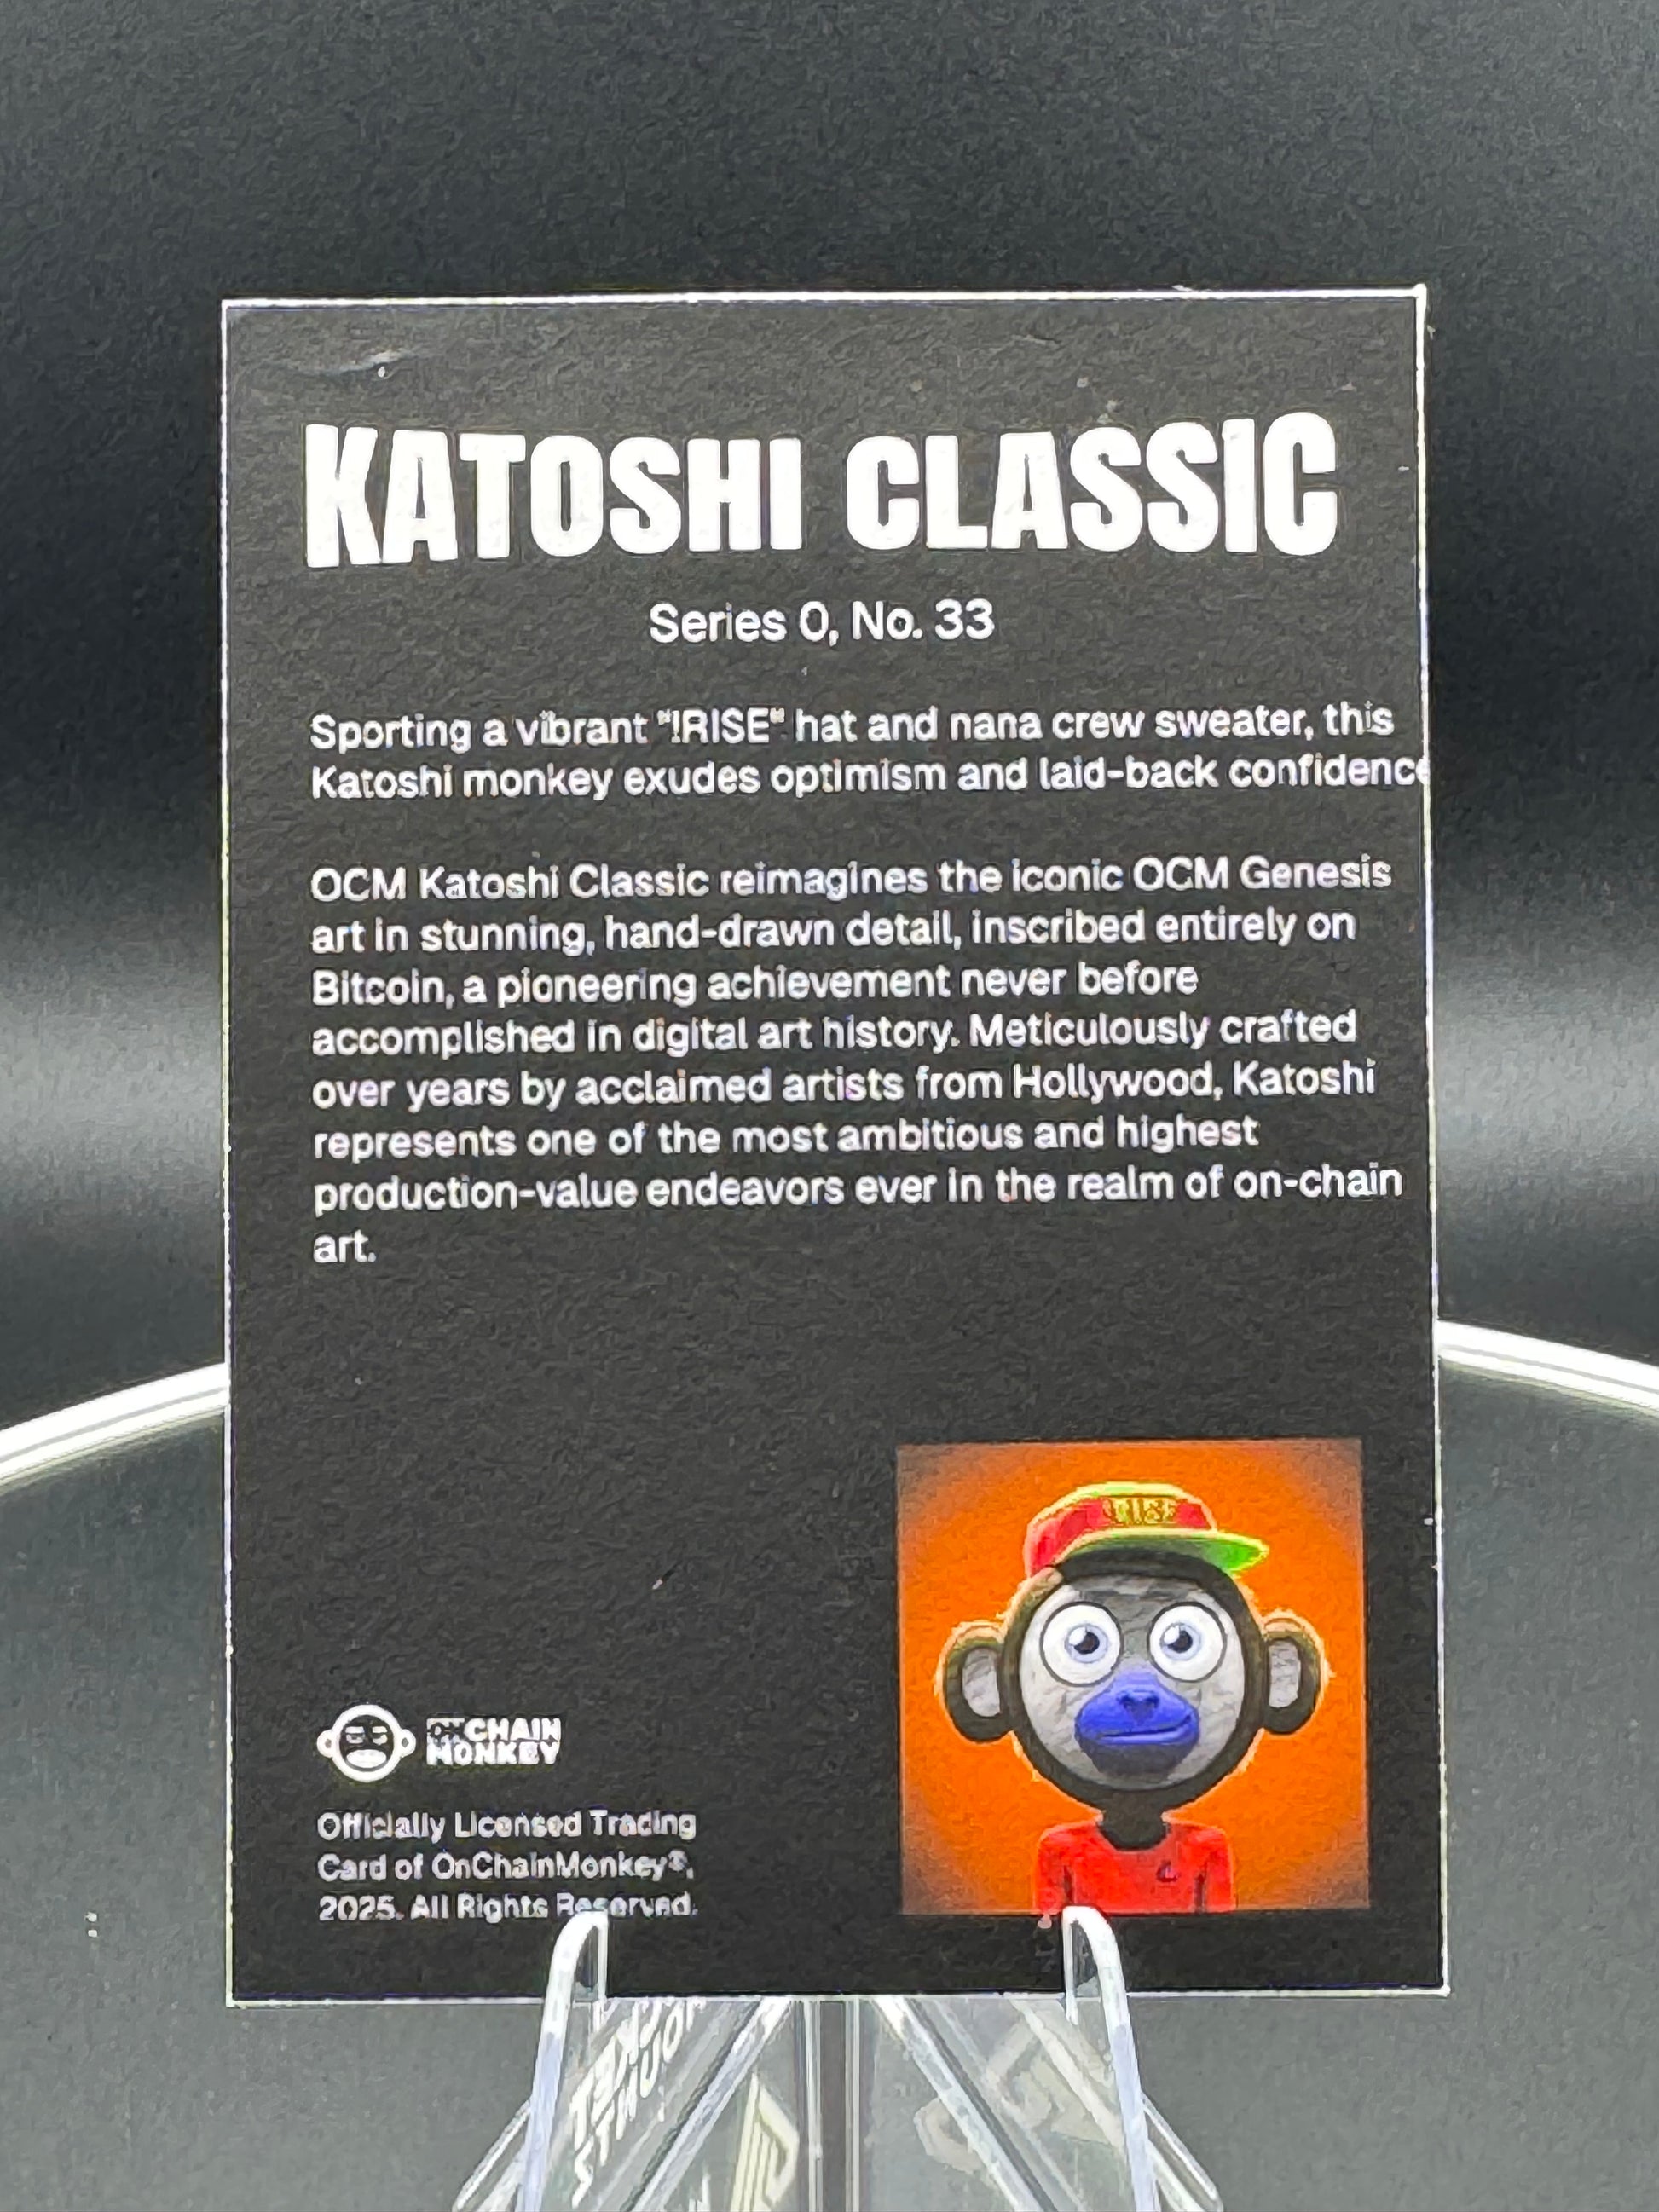 KATOSHI CLASSIC
Series 0, No. 33
Sporting a vibrant "!RISE" hat and nana crew sweater, this
Katoshi monkey exudes optimism and laid-back confidence
OCM Katoshi Classic reimagines the iconic OCM Genesis
art in stunning, hand-drawn detail, inscribed entirely on
Bitcoin, a pioneering achievement never before
accomplished in digital art history. Meticulously crafted
over years by acclaimed artists from Hollywood, Katoshi
represents one of the most ambitious and highest
production-value endeavors ever in the realm of on-chain
art.
!RISE
ON CHAIN
MONKEY
Officially Licensed Trading
Card of OnChainMonkey®,
2025. All Rights Reserved.